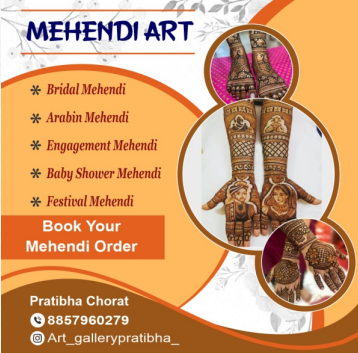 MEHENDI ART
* Bridal Mehendi
* Arabin Mehendi
* Engagement Mehendi
* Baby Shower Mehendi
* Festival Mehendi
Book Your
Mehendi Order
Pratibha Chorat
8857960279
Art_gallerypratibha_